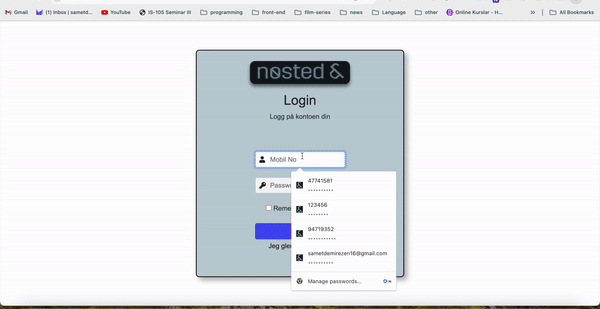 Gmail (1) Inbox | sametd... YouTube IS-105 Seminar III programming front-end film-series news Language other Online Kurslar - H... » All Bookmarks
nøsted &
Login
Logg på kontoen din
Mobil No
Passw
47741581
••••••••••
Reme
123456
••••••••
94719352
•••••••••••
Jeg gler
sametdemirezen16@gmail.com
••••••••••
Manage passwords...